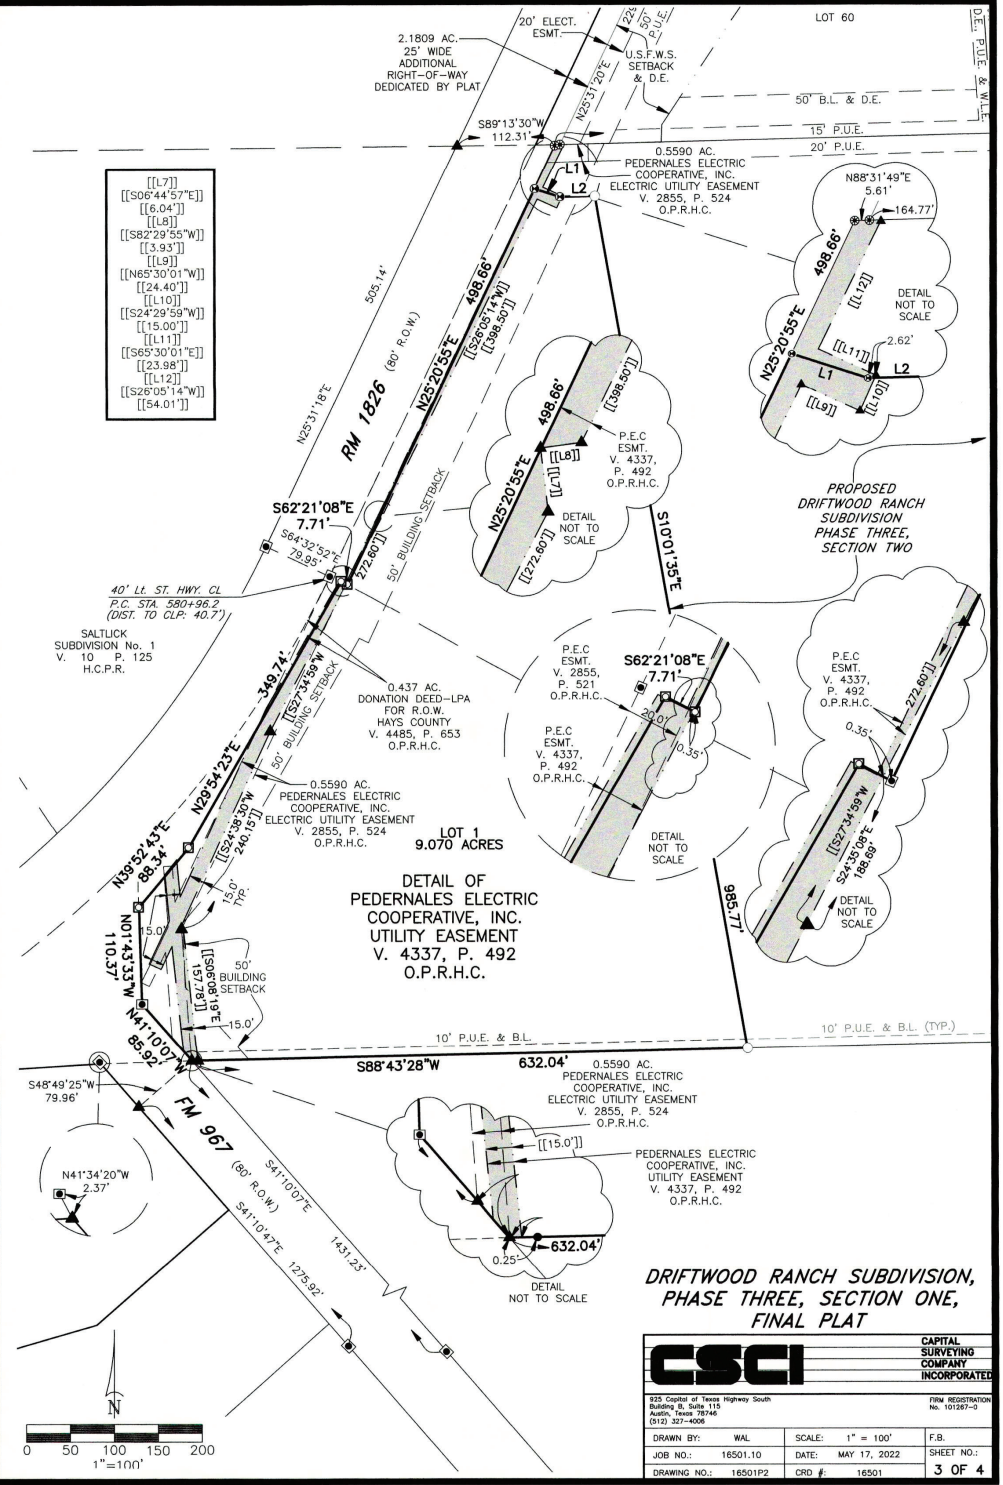 20' ELECT.
ESMT.
225
50'
P.U.E.
LOT 60
D.E., P.U.E. & W.L.E.
2.1809 AC.
25' WIDE
ADDITIONAL
RIGHT-OF-WAY
DEDICATED BY PLAT
U.S.F.W.S.
SETBACK
& D.E.
N25°31'20"E
50' B.L. & D.E.
S89°13'30"W
112.31'
15' P.U.E.
20' P.U.E.
0.5590 AC.
PEDERNALES ELECTRIC
COOPERATIVE, INC.
ELECTRIC UTILITY EASEMENT
V. 2855, P. 524
O.P.R.H.C.
L1
L2
[[L7]]
[[S06°44'57"E]]
[[6.04']]
[[L8]]
[[S82°29'55"W]]
[[3.93']]
[[L9]]
[[N65°30'01"W]]
[[24.40']]
[[L10]]
[[S24°29'59"W]]
[[15.00']]
[[L11]]
[[S65°30'01"E]]
[[23.98']]
[[L12]]
[[S26°05'14"W]]
[[54.01']]
N88°31'49"E
5.61'
164.77'
498.66'
[[L12]]
DETAIL
NOT TO
SCALE
[[L11]]
2.62'
N25°20'55"E
L1
L2
[[L9]]
[[L10]]
505.14'
N25°31'18"E
RM 1826
(80' R.O.W.)
498.66'
N25°20'55"E
[[S26°05'14"W]]
[[398.50']]
50' BUILDING SETBACK
498.66'
[[398.50']]
P.E.C
ESMT.
V. 4337,
P. 492
O.P.R.H.C.
[[L8]]
[[L7]]
N25°20'55"E
[[272.60']]
DETAIL
NOT TO
SCALE
PROPOSED
DRIFTWOOD RANCH
SUBDIVISION
PHASE THREE,
SECTION TWO
S62°21'08"E
7.71'
S64°32'52"E
79.95'
272.60']]
S10°01'35"E
40' Lt. ST. HWY. CL
P.C. STA. 580+96.2
(DIST. TO CLP: 40.7')
SALTLICK
SUBDIVISION No. 1
V. 10 P. 125
H.C.P.R.
349.74'
N29°54'23"E
[[S27°34'59"W
50' BUILDING SETBACK
0.437 AC.
DONATION DEED-LPA
FOR R.O.W.
HAYS COUNTY
V. 4485, P. 653
O.P.R.H.C.
P.E.C
ESMT.
V. 2855,
P. 521
O.P.R.H.C.
S62°21'08"E
7.71'
20.0'
0.35'
P.E.C
ESMT.
V. 4337,
P. 492
O.P.R.H.C.
DETAIL
NOT TO
SCALE
P.E.C
ESMT.
V. 4337,
P. 492
O.P.R.H.C.
272.60']]
0.35'
[[S27°34'59"W
S24°35'08"E
188.69'
DETAIL
NOT TO
SCALE
0.5590 AC.
PEDERNALES ELECTRIC
COOPERATIVE, INC.
ELECTRIC UTILITY EASEMENT
V. 2855, P. 524
O.P.R.H.C.
[[S24°38'30"W
240.15']]
LOT 1
9.070 ACRES
N39°52'43"E
88.34'
15.0'
TYP.
DETAIL OF
PEDERNALES ELECTRIC
COOPERATIVE, INC.
UTILITY EASEMENT
V. 4337, P. 492
O.P.R.H.C.
985.77'
15.0'
N01°43'33"W
110.37'
[[S06°08'19"E
157.78']]
50'
BUILDING
SETBACK
15.0'
N41°10'07"W
85.92'
10' P.U.E. & B.L.
10' P.U.E. & B.L. (TYP.)
S88°43'28"W
632.04'
S48°49'25"W
79.96'
FM 967
(80' R.O.W.)
0.5590 AC.
PEDERNALES ELECTRIC
COOPERATIVE, INC.
ELECTRIC UTILITY EASEMENT
V. 2855, P. 524
O.P.R.H.C.
[[15.0']]
PEDERNALES ELECTRIC
COOPERATIVE, INC.
UTILITY EASEMENT
V. 4337, P. 492
O.P.R.H.C.
N41°34'20"W
2.37'
S41°10'07"E
1431.23'
S41°10'47"E
1275.92'
0.25'
632.04'
DETAIL
NOT TO SCALE
DRIFTWOOD RANCH SUBDIVISION,
PHASE THREE, SECTION ONE,
FINAL PLAT
N
0 50 100 150 200
1"=100'
CSCI
CAPITAL
SURVEYING
COMPANY
INCORPORATED
925 Capital of Texas Highway South
Building B, Suite 115
Austin, Texas 78746
(512) 327-4006
FIRM REGISTRATION
No. 101267-0
DRAWN BY: WAL SCALE: 1" = 100' F.B.
JOB NO.: 16501.10 DATE: MAY 17, 2022 SHEET NO.:
DRAWING NO.: 16501P2 CRD #: 16501 3 OF 4